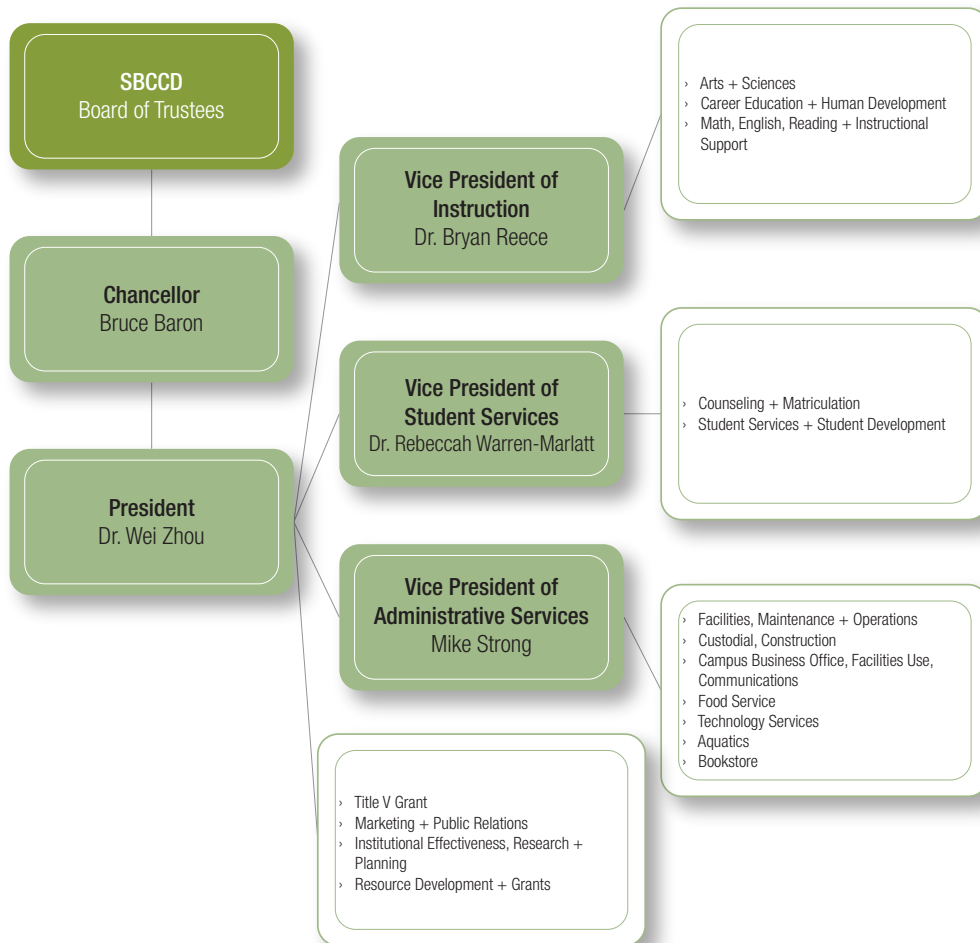 SBCCD
Board of Trustees
Chancellor
Bruce Baron
President
Dr. Wei Zhou
Vice President of
Instruction
Dr. Bryan Reece
Vice President of
Student Services
Dr. Rebeccah Warren-Marlatt
Vice President of
Administrative Services
Mike Strong
› Arts + Sciences
› Career Education + Human Development
› Math, English, Reading + Instructional
Support
› Counseling + Matriculation
› Student Services + Student Development
› Facilities, Maintenance + Operations
› Custodial, Construction
› Campus Business Office, Facilities Use,
Communications
› Food Service
› Technology Services
› Aquatics
› Bookstore
› Title V Grant
› Marketing + Public Relations
› Institutional Effectiveness, Research +
Planning
› Resource Development + Grants